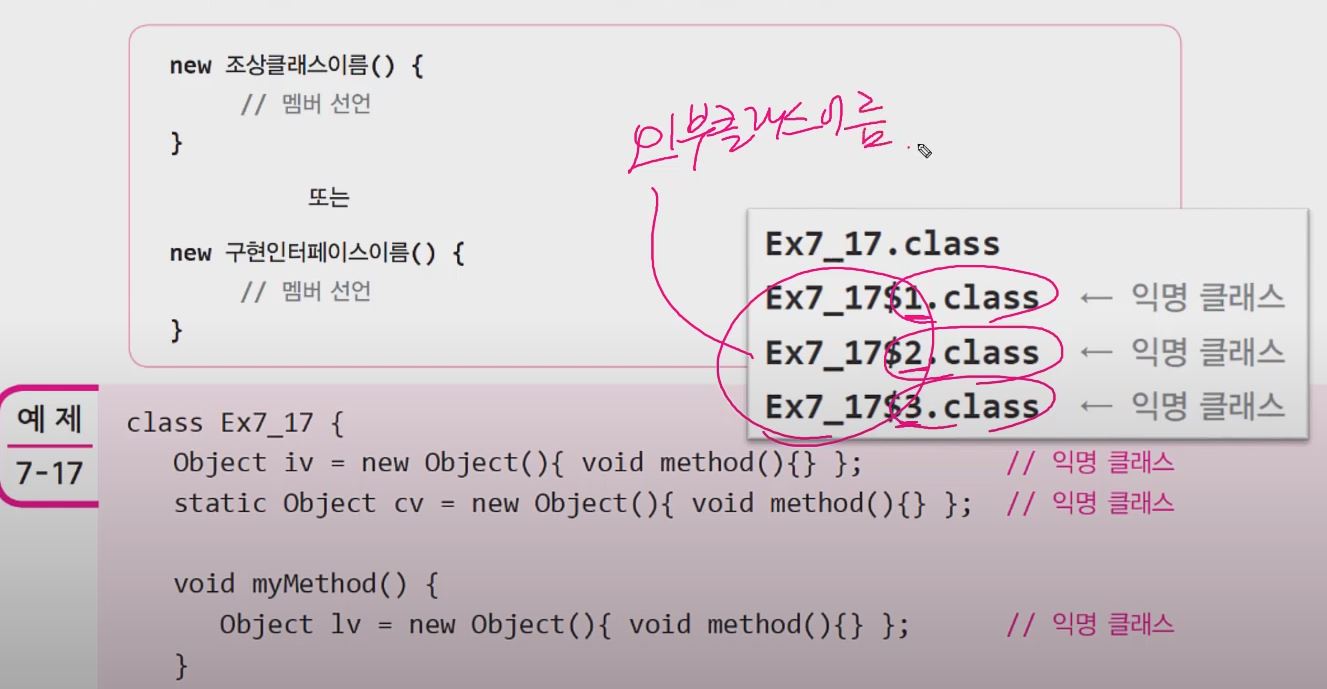 new 조상클래스이름() {
// 멤버 선언
}
또는
new 구현인터페이스이름() {
// 멤버 선언
}
외부클래스이름
Ex7_17.class
Ex7_17$1.class ← 익명 클래스
Ex7_17$2.class ← 익명 클래스
Ex7_17$3.class ← 익명 클래스
예제
7-17
class Ex7_17 {
Object iv = new Object(){ void method(){} }; // 익명 클래스
static Object cv = new Object(){ void method(){} }; // 익명 클래스
void myMethod() {
Object lv = new Object(){ void method(){} }; // 익명 클래스
}